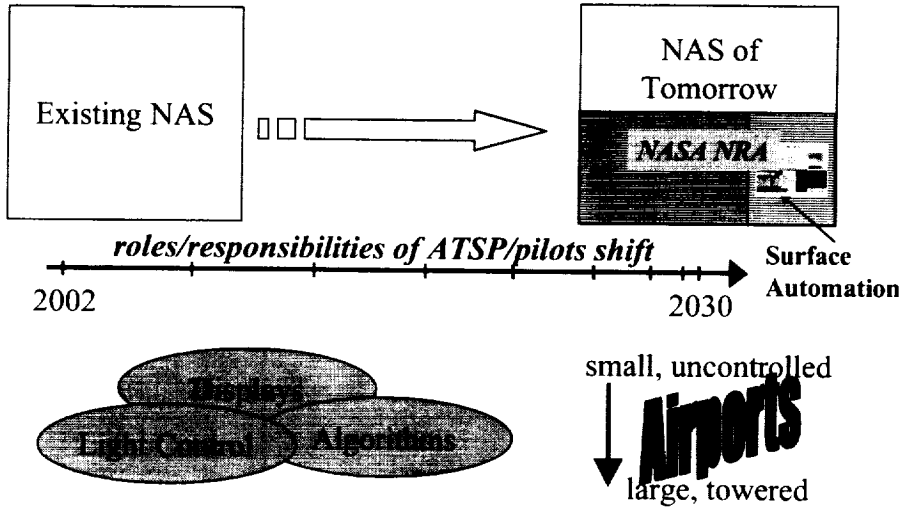 Existing NAS
NAS of
Tomorrow
NASA NRA
roles/responsibilities of ATSP/pilots shift
Surface
Automation
2002
2030
Displays
Light Control
Algorithms
small, uncontrolled
Airports
large, towered